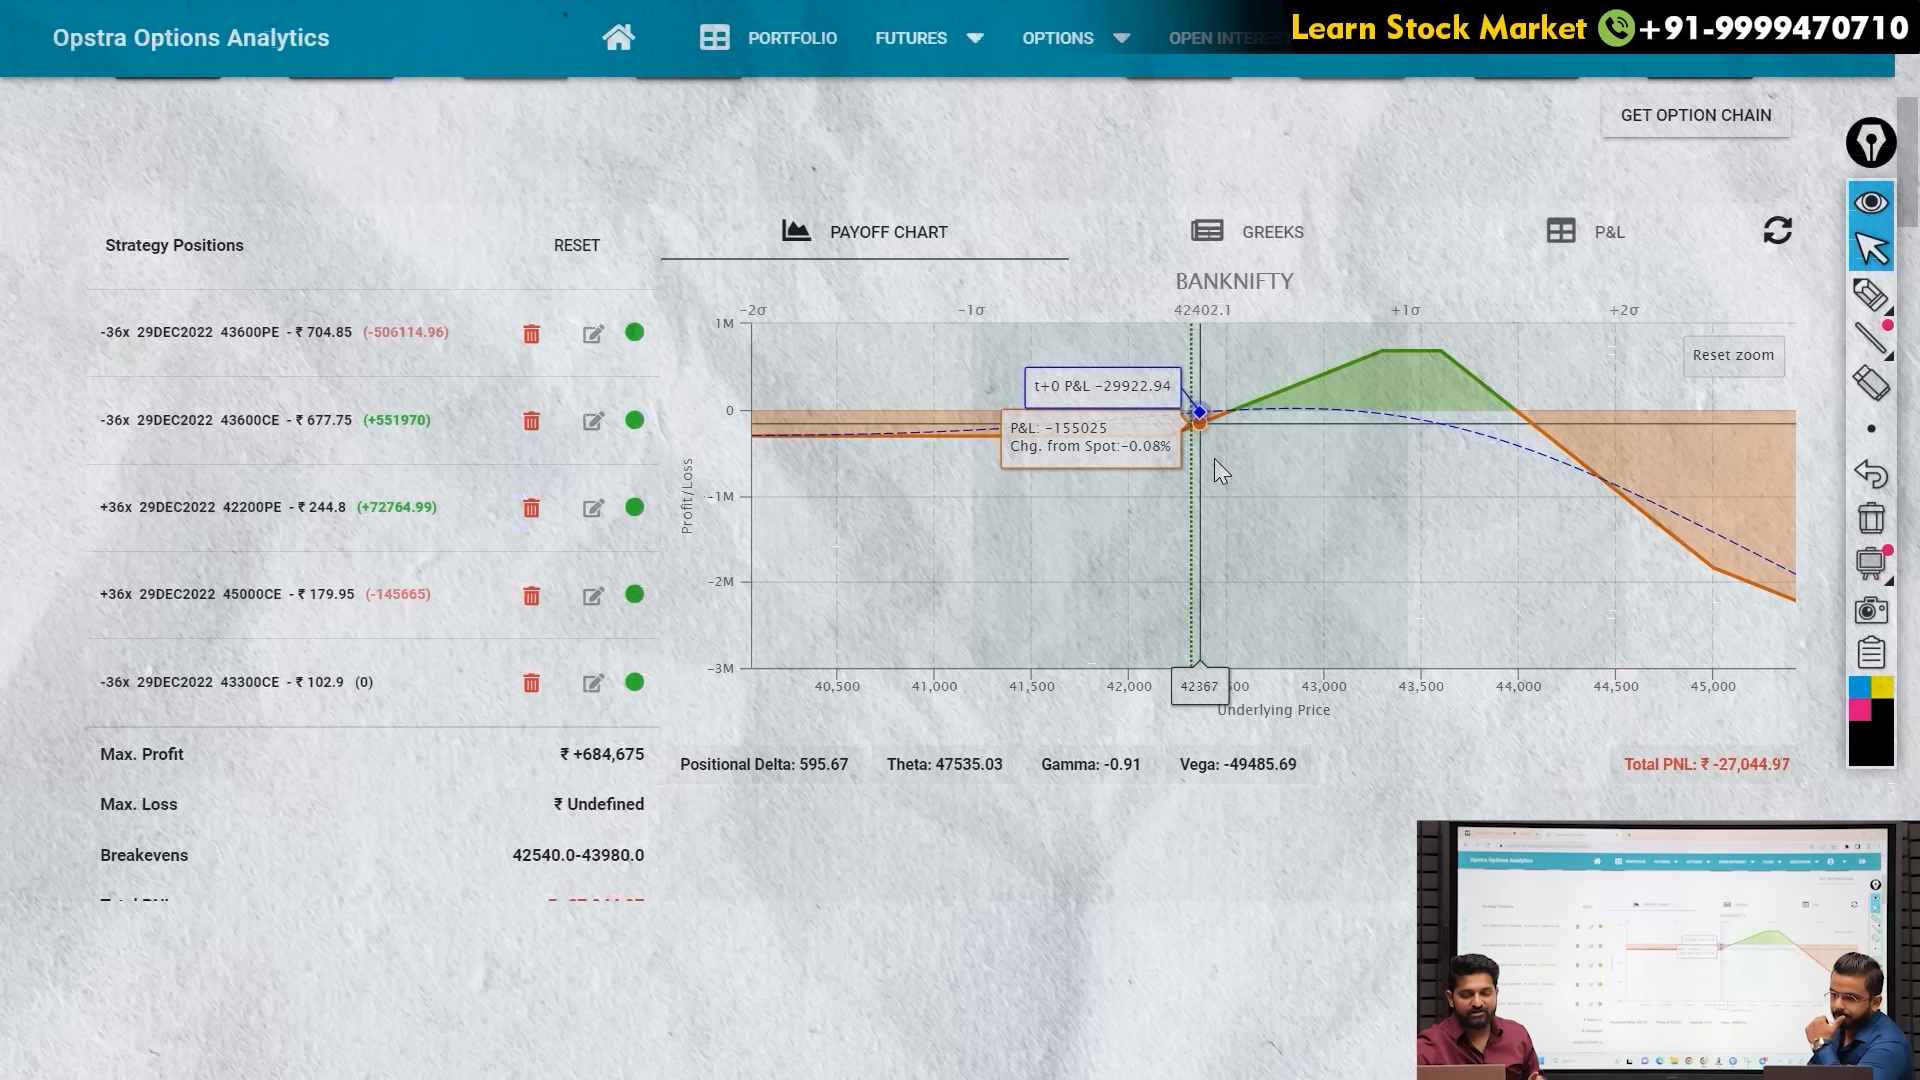 Opstra Options Analytics
PORTFOLIO
FUTURES
OPTIONS
OPEN INTEREST
Learn Stock Market +91-9999470710
GET OPTION CHAIN
Strategy Positions
RESET
PAYOFF CHART
GREEKS
P&L
BANKNIFTY
-2σ -1σ 42402.1 +1σ +2σ
-36x 29DEC2022 43600PE - ₹ 704.85 (-506114.96)
-36x 29DEC2022 43600CE - ₹ 677.75 (+551970)
+36x 29DEC2022 42200PE - ₹ 244.8 (+72764.99)
+36x 29DEC2022 45000CE - ₹ 179.95 (-145665)
-36x 29DEC2022 43300CE - ₹ 102.9 (0)
1M
0
-1M
-2M
-3M
Profit/Loss
Reset zoom
t+0 P&L -29922.94
P&L: -155025
Chg. from Spot:-0.08%
40,500 41,000 41,500 42,000 42367 500 43,000 43,500 44,000 44,500 45,000
Underlying Price
Max. Profit ₹ +684,675
Max. Loss ₹ Undefined
Breakevens 42540.0-43980.0
Positional Delta: 595.67 Theta: 47535.03 Gamma: -0.91 Vega: -49485.69
Total PNL: ₹ -27,044.97
Opstra Options Analytics